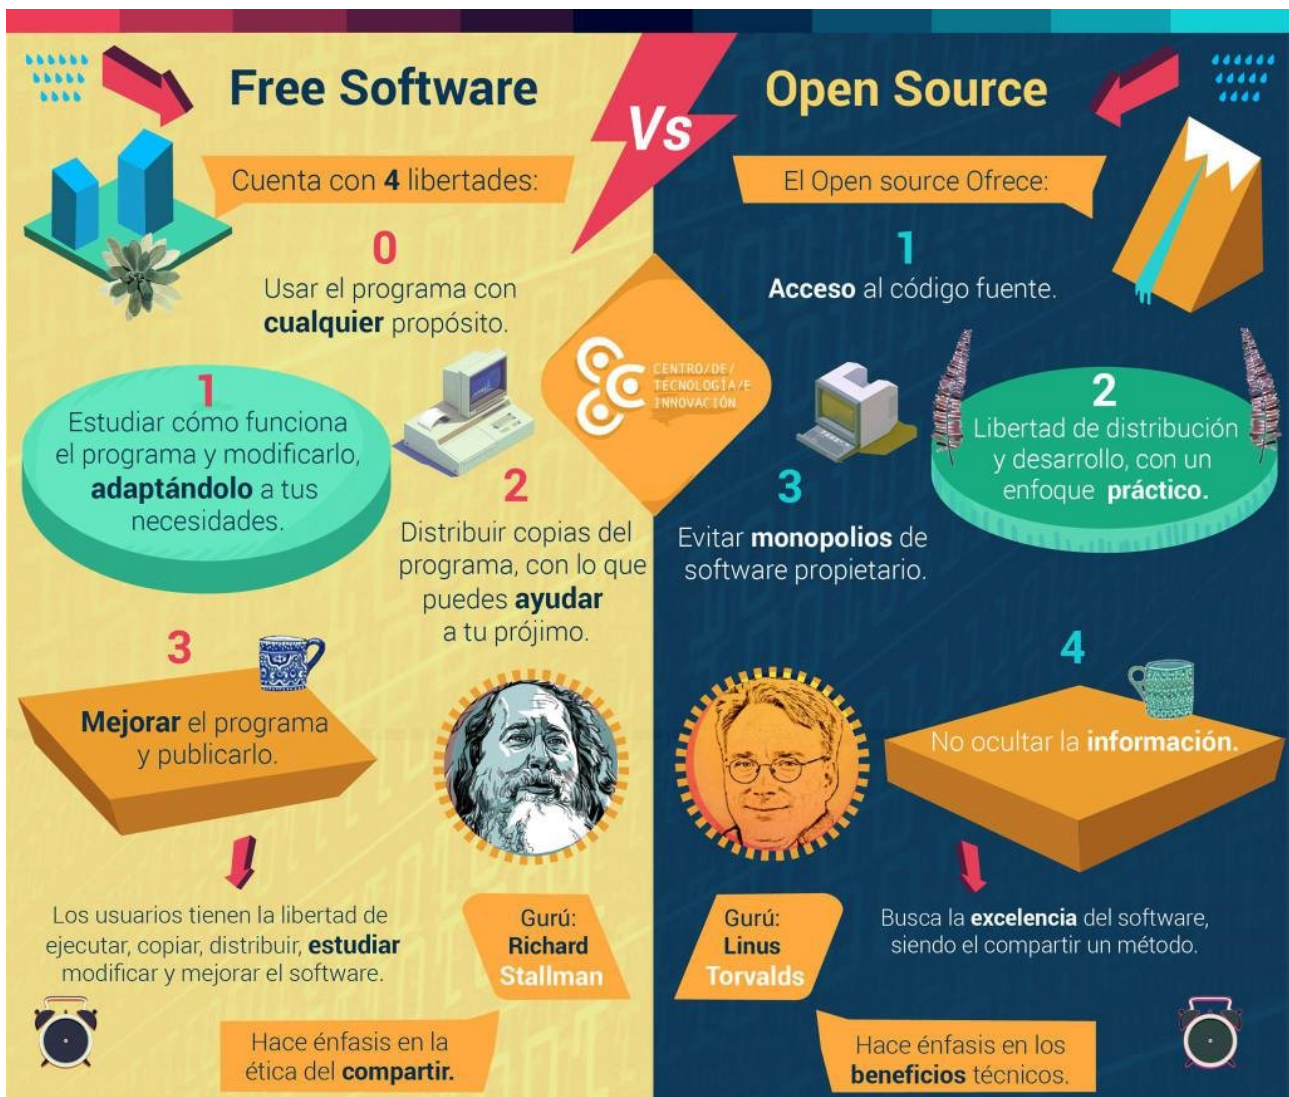 Free Software
Vs
Open Source
Cuenta con 4 libertades:
0
Usar el programa con
cualquier propósito.
1
Estudiar cómo funciona
el programa y modificarlo,
adaptándolo a tus
necesidades.
2
Distribuir copias del
programa, con lo que
puedes ayudar
a tu prójimo.
3
Mejorar el programa
y publicarlo.
Los usuarios tienen la libertad de
ejecutar, copiar, distribuir, estudiar
modificar y mejorar el software.
Gurú:
Richard
Stallman
Hace énfasis en la
ética del compartir.
CENTRO/DE/
TECNOLOGÍA/E
INNOVACIÓN
El Open source Ofrece:
1
Acceso al código fuente.
2
Libertad de distribución
y desarrollo, con un
enfoque práctico.
3
Evitar monopolios de
software propietario.
4
No ocultar la información.
Gurú:
Linus
Torvalds
Busca la excelencia del software,
siendo el compartir un método.
Hace énfasis en los
beneficios técnicos.